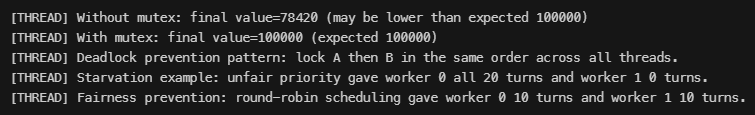 [THREAD] Without mutex: final value=78420 (may be lower than expected 100000)
[THREAD] With mutex: final value=100000 (expected 100000)
[THREAD] Deadlock prevention pattern: lock A then B in the same order across all threads.
[THREAD] Starvation example: unfair priority gave worker 0 all 20 turns and worker 1 0 turns.
[THREAD] Fairness prevention: round-robin scheduling gave worker 0 10 turns and worker 1 10 turns.